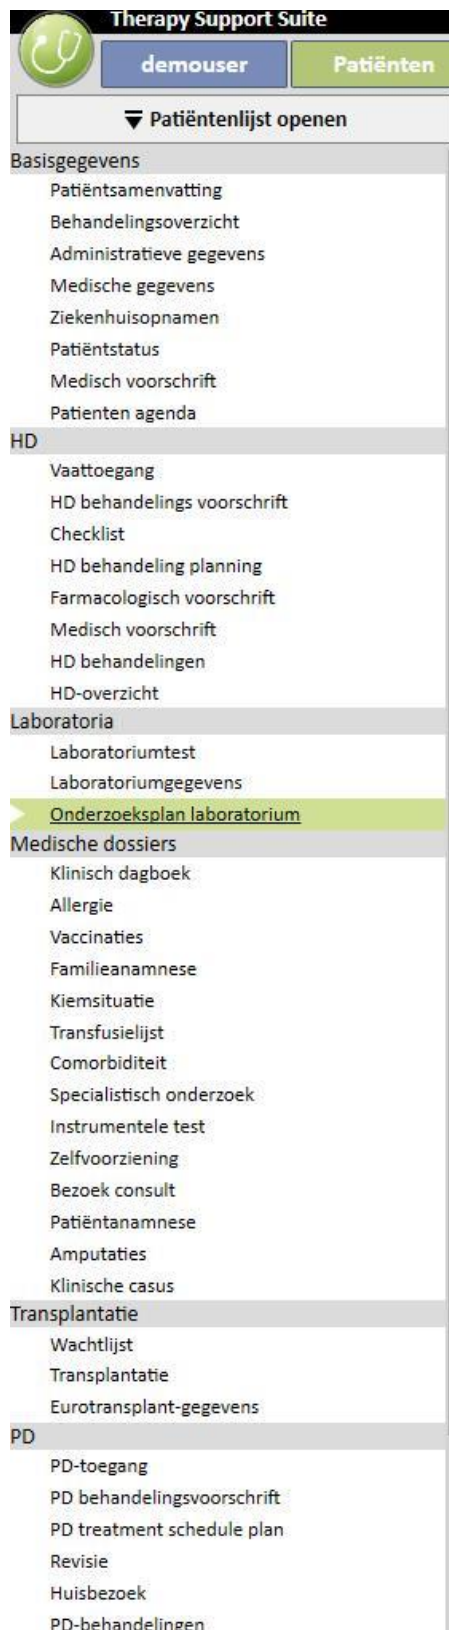 Therapy Support Suite
demouser Patiënten
Patiëntenlijst openen
Basisgegevens
Patiëntsamenvatting
Behandelingsoverzicht
Administratieve gegevens
Medische gegevens
Ziekenhuisopnamen
Patiëntstatus
Medisch voorschrift
Patienten agenda
HD
Vaattoegang
HD behandelings voorschrift
Checklist
HD behandeling planning
Farmacologisch voorschrift
Medisch voorschrift
HD behandelingen
HD-overzicht
Laboratoria
Laboratoriumtest
Laboratoriumgegevens
Onderzoeksplan laboratorium
Medische dossiers
Klinisch dagboek
Allergie
Vaccinaties
Familieanamnese
Kiemsituatie
Transfusielijst
Comorbiditeit
Specialistisch onderzoek
Instrumentele test
Zelfvoorziening
Bezoek consult
Patiëntanamnese
Amputaties
Klinische casus
Transplantatie
Wachtlijst
Transplantatie
Eurotransplant-gegevens
PD
PD-toegang
PD behandelingsvoorschrift
PD treatment schedule plan
Revisie
Huisbezoek
PD-behandelingen